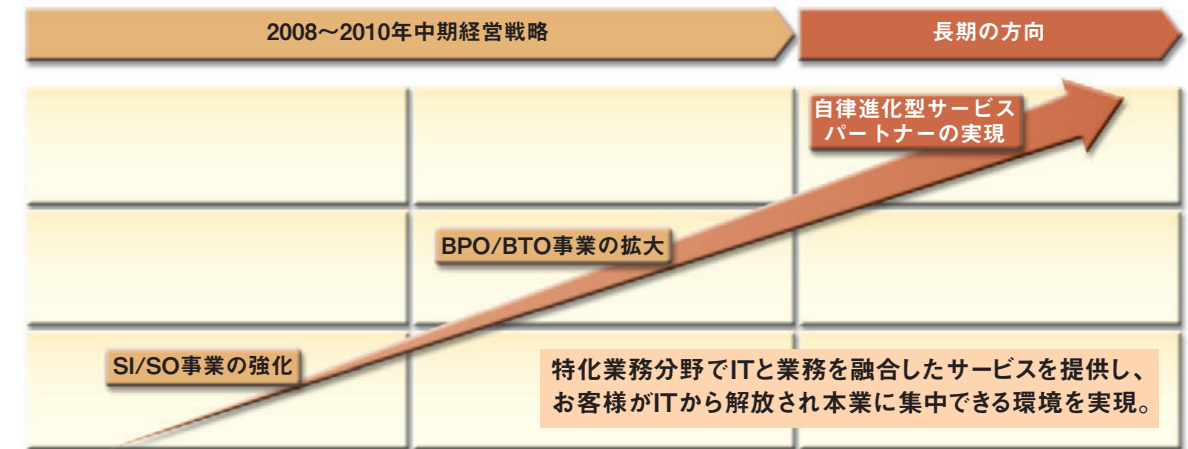 2008～2010年中期経営戦略
長期の方向
自律進化型サービス
パートナーの実現
BPO/BTO事業の拡大
SI/SO事業の強化
特化業務分野でITと業務を融合したサービスを提供し、
お客様がITから解放され本業に集中できる環境を実現。